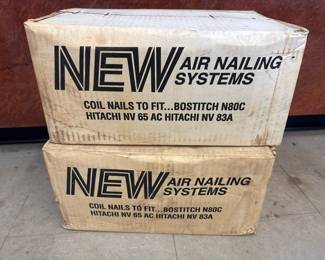 NEW AIR NAILING
SYSTEMS
COIL NAILS TO FIT...BOSTITCH N80C
HITACHI NV 65 AC HITACHI NV 83A
NEW AIR NAILING
SYSTEMS
COIL NAILS TO FIT...BOSTITCH N80C
HITACHI NV 65 AC HITACHI NV 83A